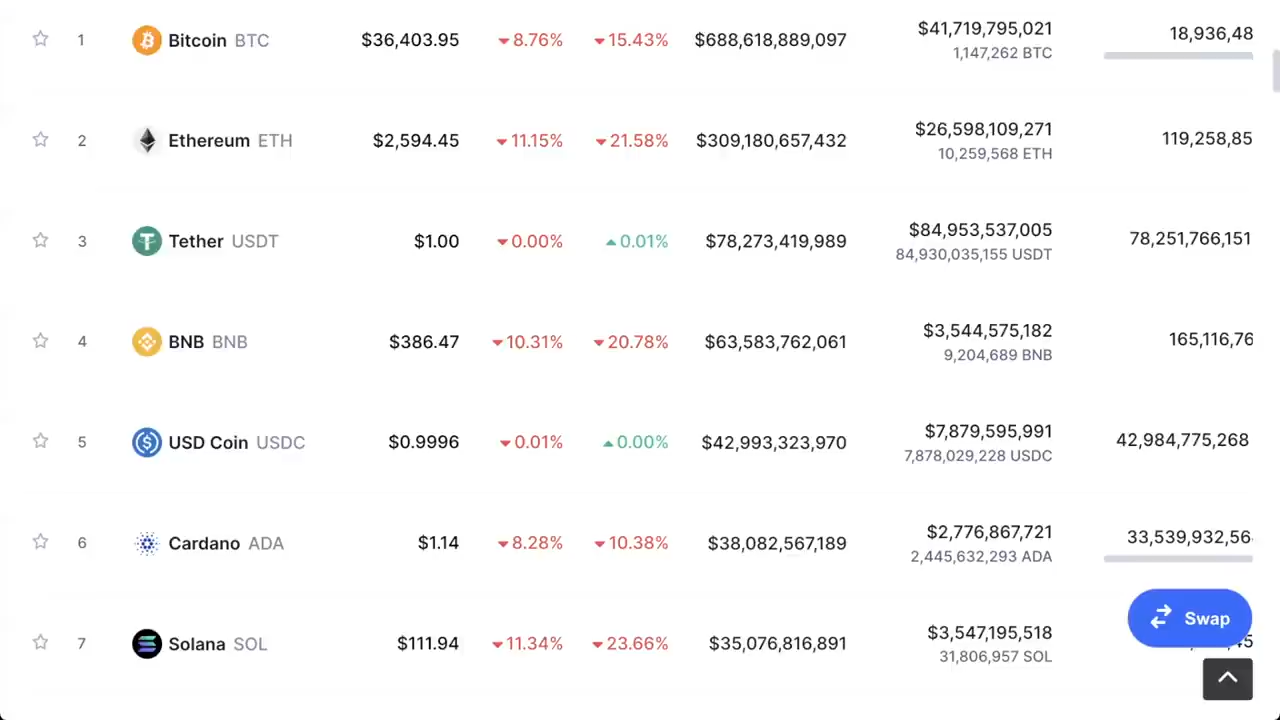 1 Bitcoin BTC $36,403.95 8.76% 15.43% $688,618,889,097 $41,719,795,021 18,936,48
1,147,262 BTC
2 Ethereum ETH $2,594.45 11.15% 21.58% $309,180,657,432 $26,598,109,271 119,258,85
10,259,568 ETH
3 Tether USDT $1.00 0.00% 0.01% $78,273,419,989 $84,953,537,005 78,251,766,151
84,930,035,155 USDT
4 BNB BNB $386.47 10.31% 20.78% $63,583,762,061 $3,544,575,182 165,116,76
9,204,689 BNB
5 USD Coin USDC $0.9996 0.01% 0.00% $42,993,323,970 $7,879,595,991 42,984,775,268
7,878,029,228 USDC
6 Cardano ADA $1.14 8.28% 10.38% $38,082,567,189 $2,776,867,721 33,539,932,56
2,445,632,293 ADA
Swap
7 Solana SOL $111.94 11.34% 23.66% $35,076,816,891 $3,547,195,518
31,806,957 SOL